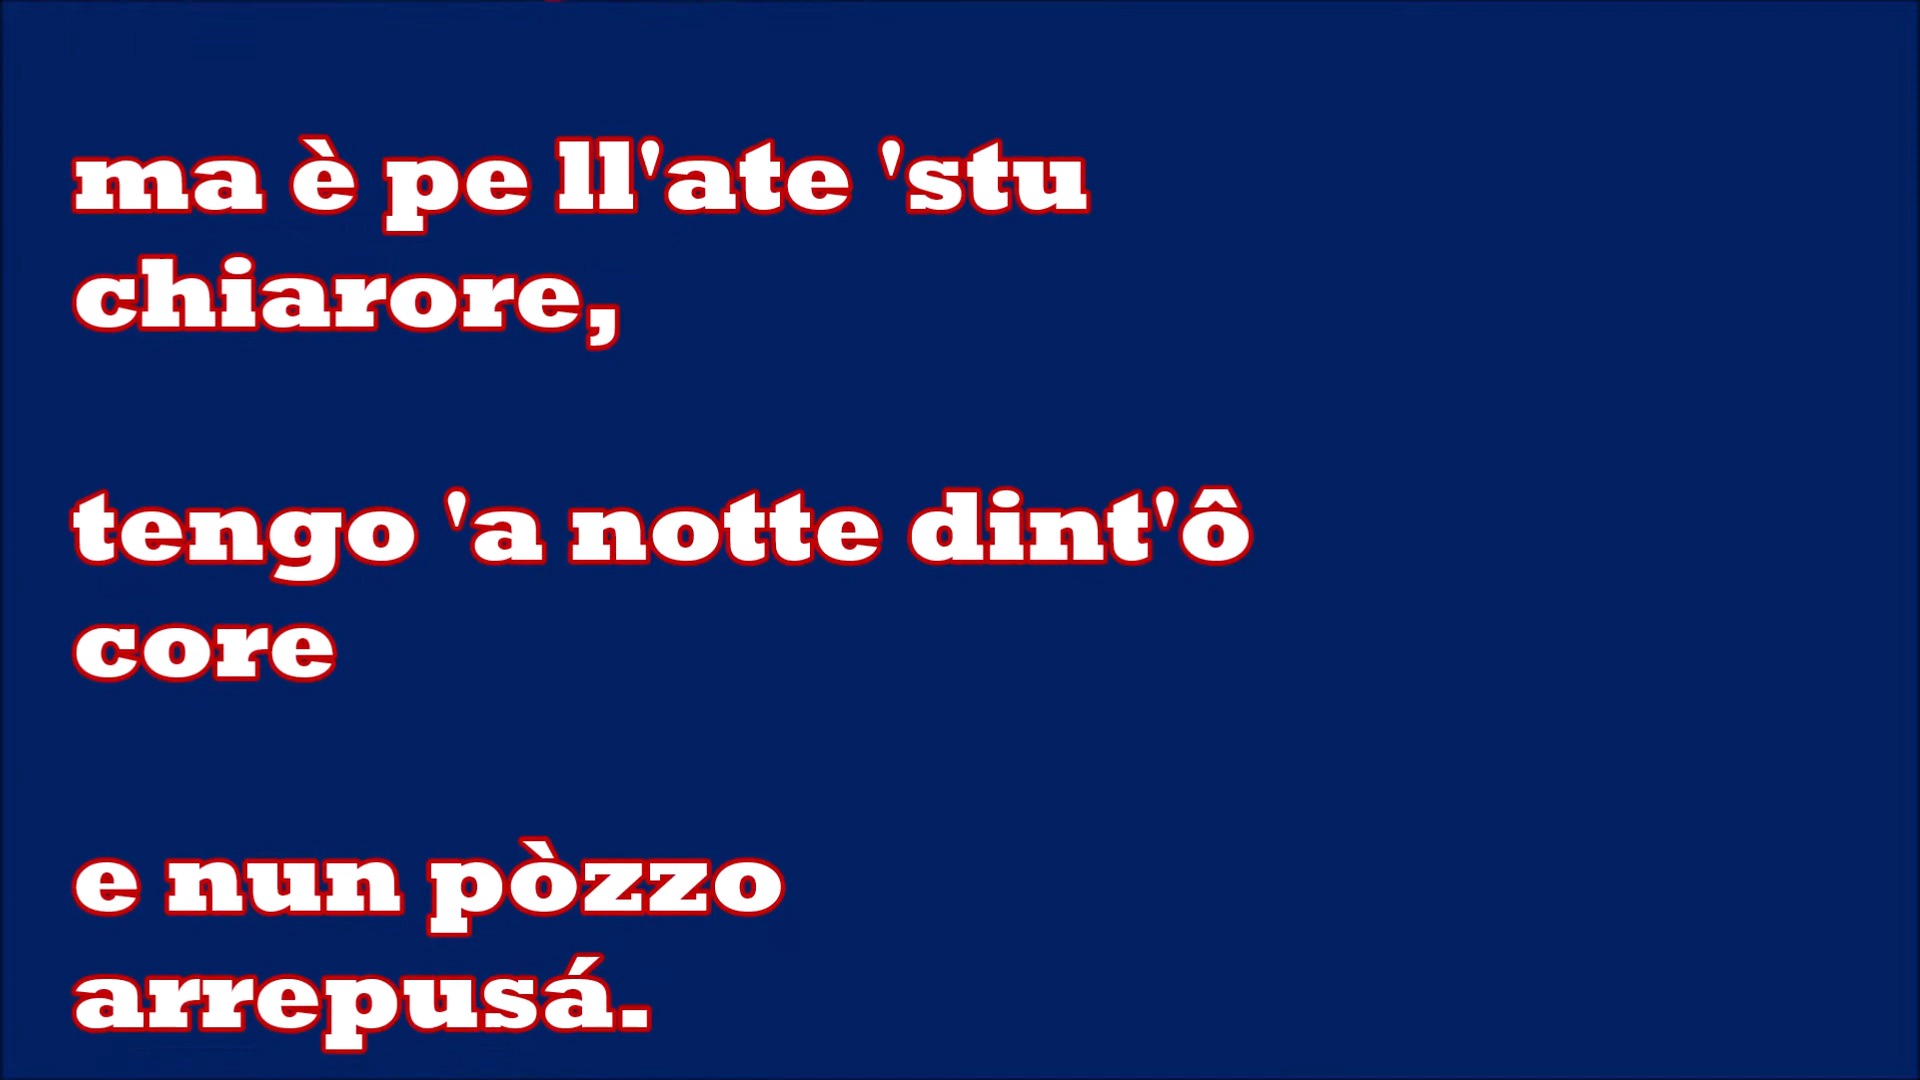 ma è pe ll'ate 'stu
chiarore,
tengo 'a notte dint'ô
core
e nun pòzzo
arrepusá.